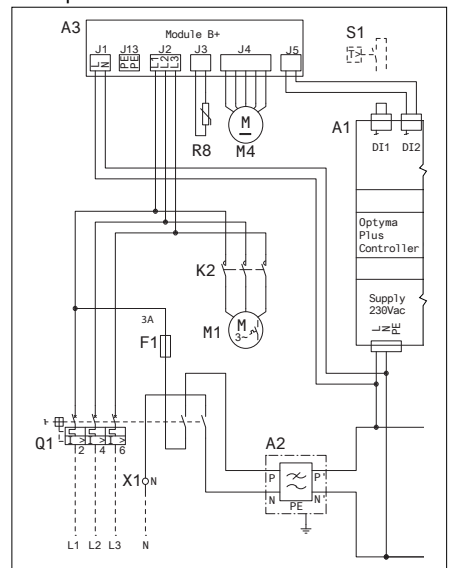 A3
Module B+
S1
J1
J13
J2
J3
J4
J5
L
N
PE
PE
L1
L2
L3
T>
M
R8
M4
A1
DI1
DI2
Optyma
Plus
Controller
K2
Supply
230Vac
3A
M1
M
3~
L
N
PE
F1
Q1
I >
I >
I >
2
4
6
A2
X1
N
P
P'
N
N'
PE
L1
L2
L3
N